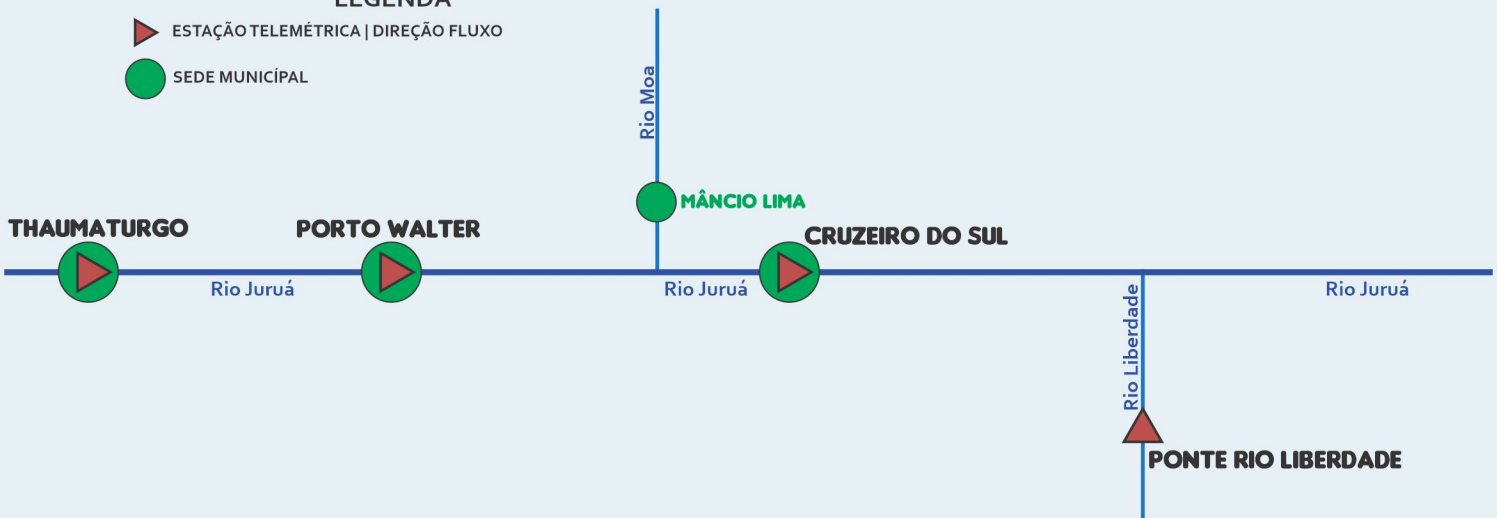 LEGENDA
ESTAÇÃO TELEMÉTRICA | DIREÇÃO FLUXO
SEDE MUNICÍPAL
Rio Moa
MÂNCIO LIMA
THAUMATURGO
PORTO WALTER
CRUZEIRO DO SUL
Rio Juruá
Rio Juruá
Rio Juruá
Rio Liberdade
PONTE RIO LIBERDADE